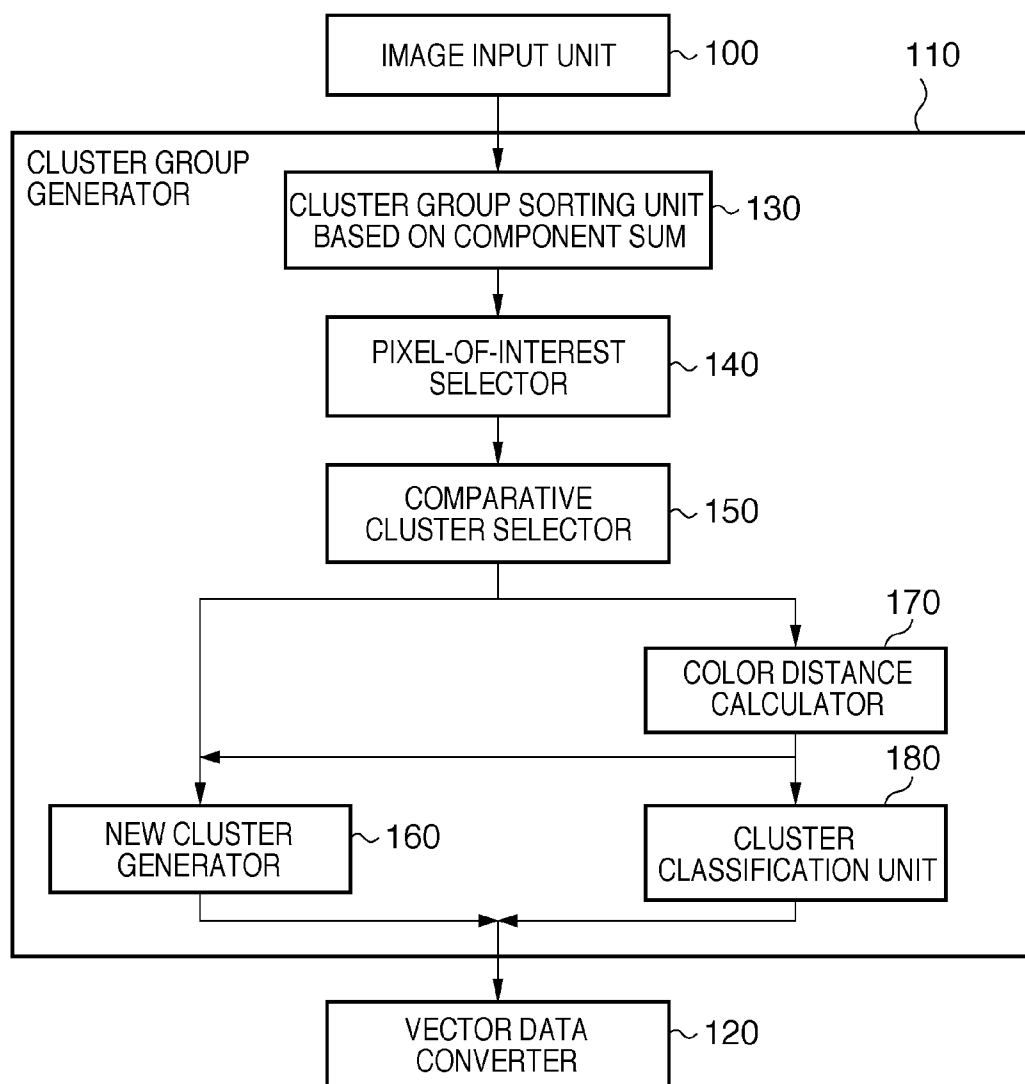 IMAGE INPUT UNIT
100
110
CLUSTER GROUP
GENERATOR
CLUSTER GROUP SORTING UNIT
BASED ON COMPONENT SUM
130
PIXEL-OF-INTEREST
SELECTOR
140
COMPARATIVE
CLUSTER SELECTOR
150
170
COLOR DISTANCE
CALCULATOR
180
NEW CLUSTER
GENERATOR
160
CLUSTER
CLASSIFICATION UNIT
VECTOR DATA
CONVERTER
120